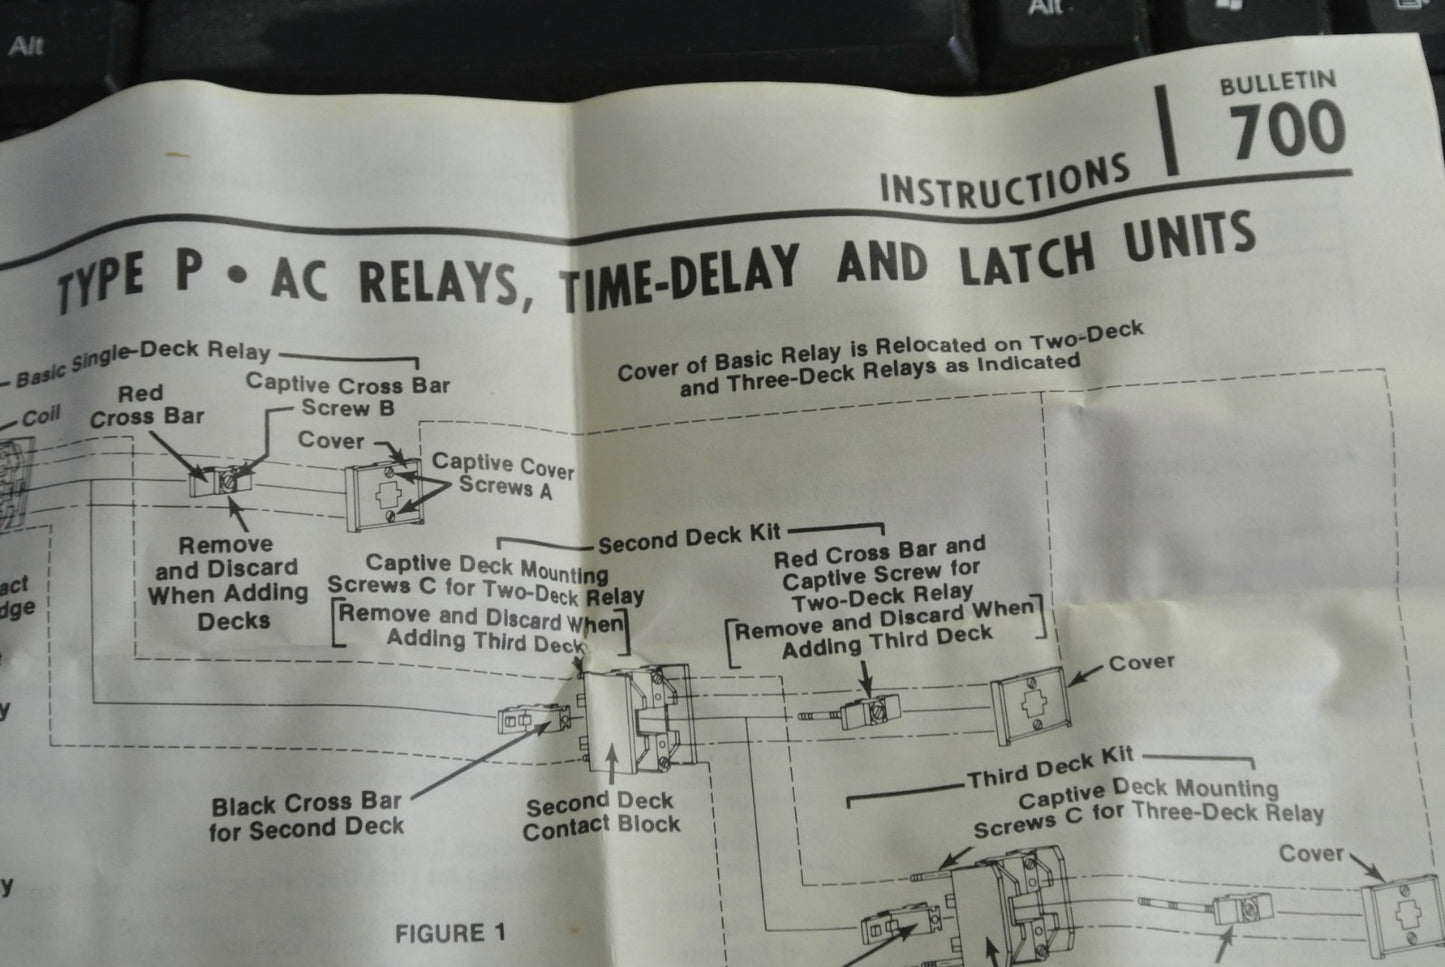 Alt
Alt
BULLETIN
700
INSTRUCTIONS
TYPE P • AC RELAYS, TIME-DELAY AND LATCH UNITS
Basic Single-Deck Relay
Coil
Red
Cross Bar
Captive Cross Bar
Screw B
Cover
Captive Cover
Screws A
Cover of Basic Relay is Relocated on Two-Deck
and Three-Deck Relays as Indicated
Remove
and Discard
When Adding
Decks
Second Deck Kit
Captive Deck Mounting
Screws C for Two-Deck Relay
[Remove and Discard When
Adding Third Deck]
Red Cross Bar and
Captive Screw for
Two-Deck Relay
[Remove and Discard When
Adding Third Deck]
Cover
act
dge
y
Black Cross Bar
for Second Deck
Second Deck
Contact Block
Third Deck Kit
Captive Deck Mounting
Screws C for Three-Deck Relay
Cover
y
FIGURE 1